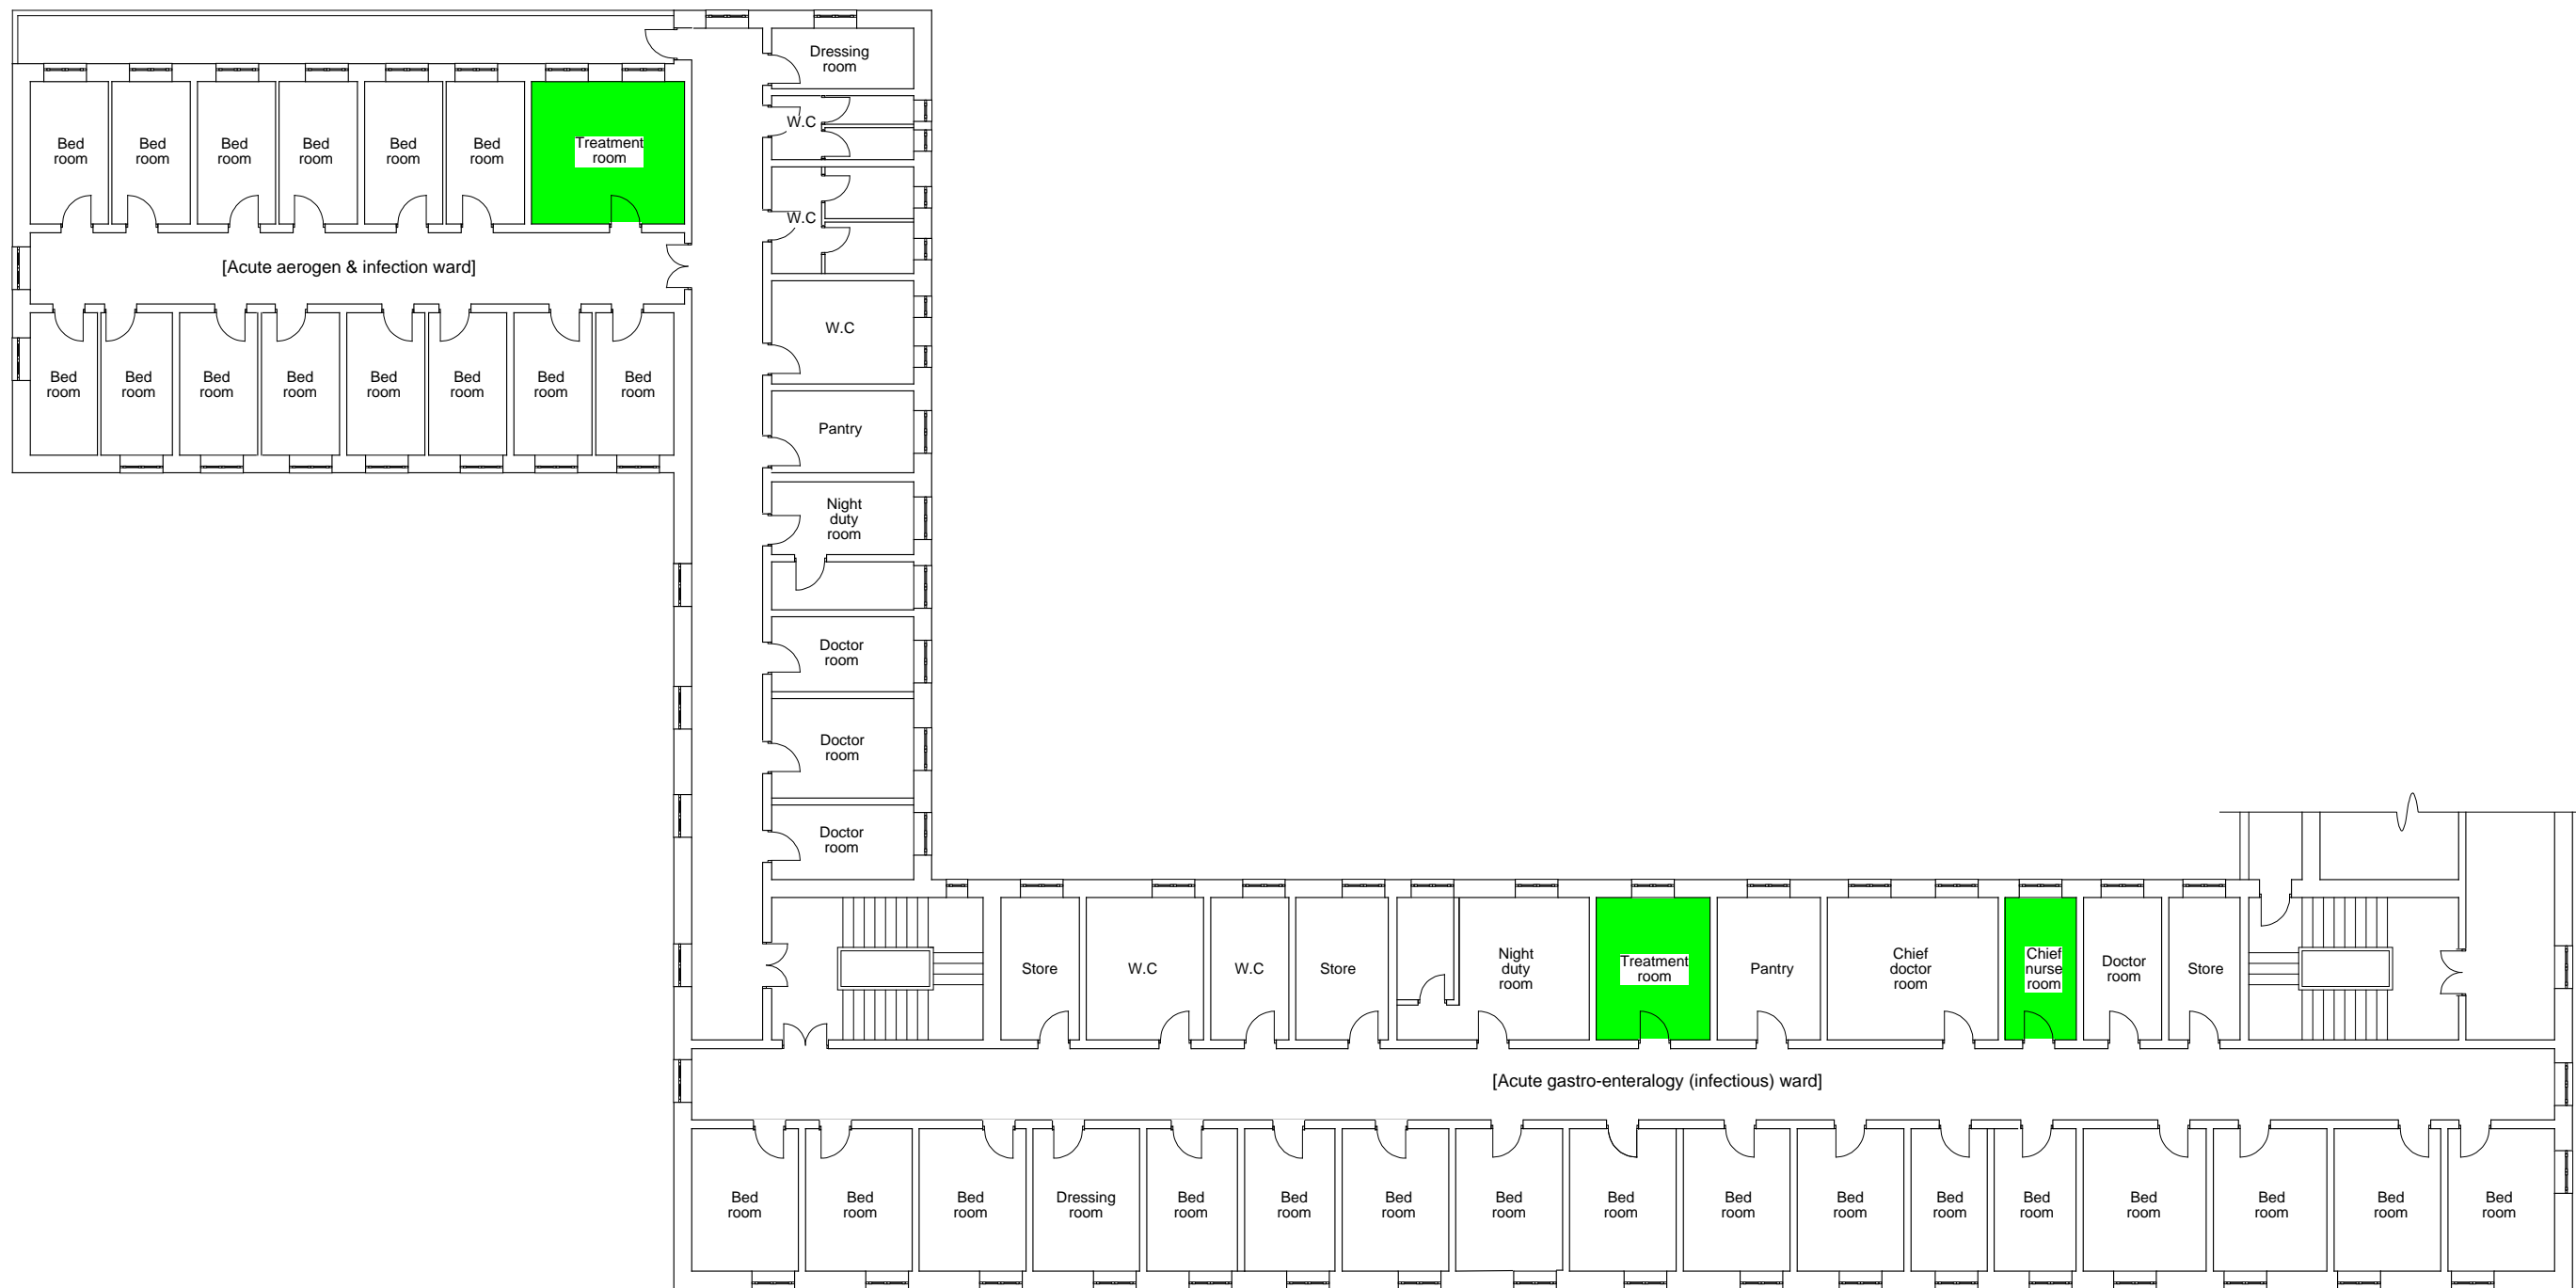 Dressing
room
W.C
Bed
room
Bed
room
Bed
room
Bed
room
Bed
room
Bed
room
Treatment
room
W.C
[Acute aerogen & infection ward]
W.C
Bed
room
Bed
room
Bed
room
Bed
room
Bed
room
Bed
room
Bed
room
Bed
room
Pantry
Night
duty
room
Doctor
room
Doctor
room
Doctor
room
Store
W.C
W.C
Store
Night
duty
room
Treatment
room
Pantry
Chief
doctor
room
Chief
nurse
room
Doctor
room
Store
[Acute gastro-enteralogy (infectious) ward]
Bed
room
Bed
room
Bed
room
Dressing
room
Bed
room
Bed
room
Bed
room
Bed
room
Bed
room
Bed
room
Bed
room
Bed
room
Bed
room
Bed
room
Bed
room
Bed
room
Bed
room